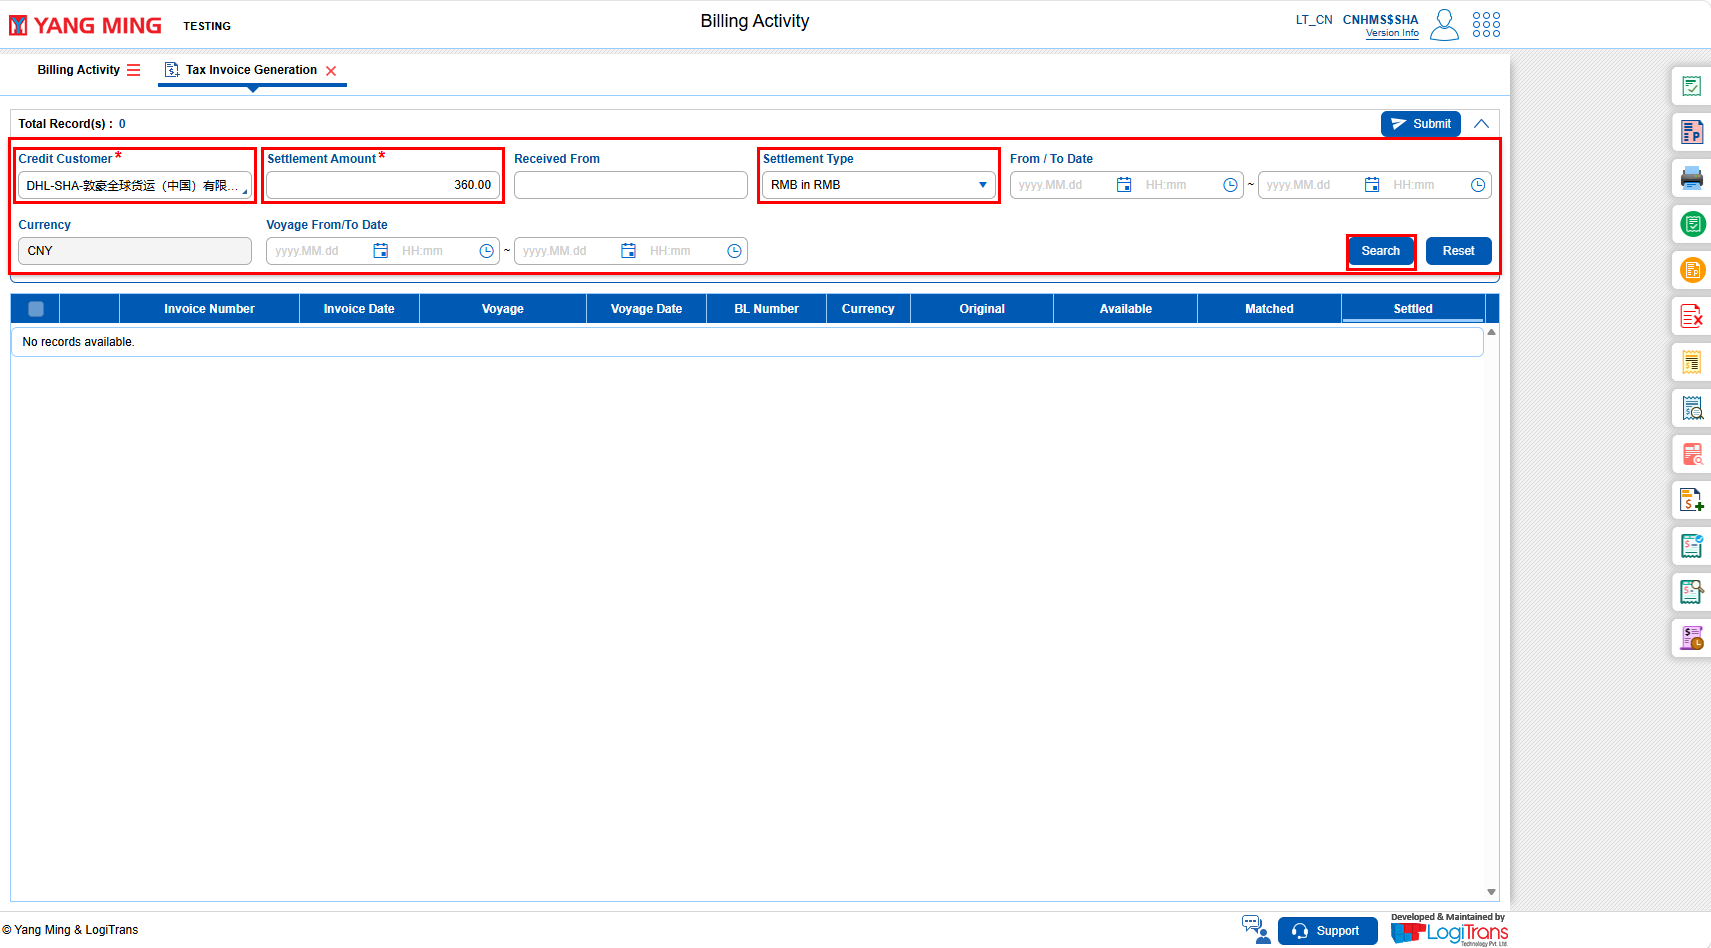 YANG MING TESTING Billing Activity LT_CN CNHMS$SHA
Version Info
Billing Activity Tax Invoice Generation
Total Record(s) : 0 Submit
Credit Customer* Settlement Amount* Received From Settlement Type From / To Date
DHL-SHA-敦豪全球货运（中国）有限... 360.00 RMB in RMB yyyy.MM.dd HH:mm ~ yyyy.MM.dd HH:mm
Currency Voyage From/To Date
CNY yyyy.MM.dd HH:mm ~ yyyy.MM.dd HH:mm Search Reset
Invoice Number Invoice Date Voyage Voyage Date BL Number Currency Original Available Matched Settled
No records available.
© Yang Ming & LogiTrans Support
Developed & Maintained by
LogiTrans
Technology Pvt. Ltd.